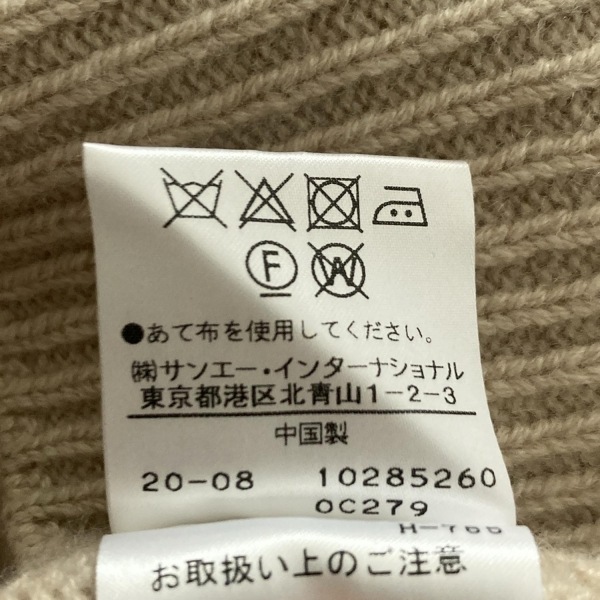 F W
●あて布を使用してください。
㈱サンエー・インターナショナル
東京都港区北青山1-2-3
中国製
20-08 10285260
0C279
お取扱い上のご注意